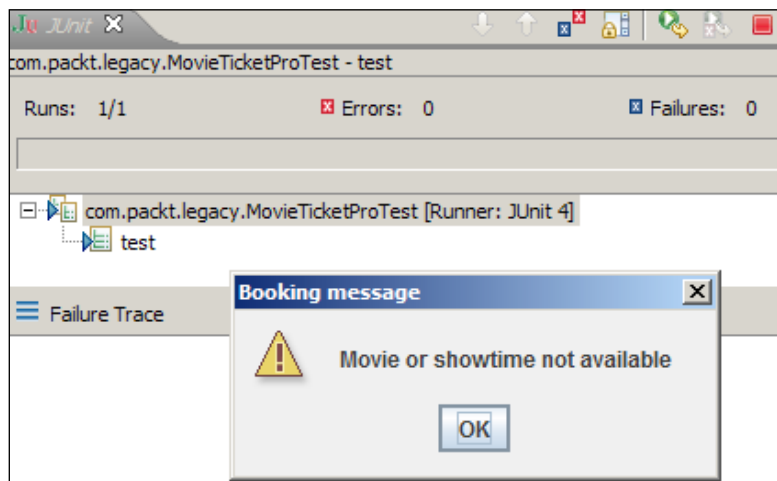 JUnit
com.packt.legacy.MovieTicketProTest - test
Runs: 1/1 Errors: 0 Failures: 0
com.packt.legacy.MovieTicketProTest [Runner: JUnit 4]
test
Failure Trace
Booking message
Movie or showtime not available
OK